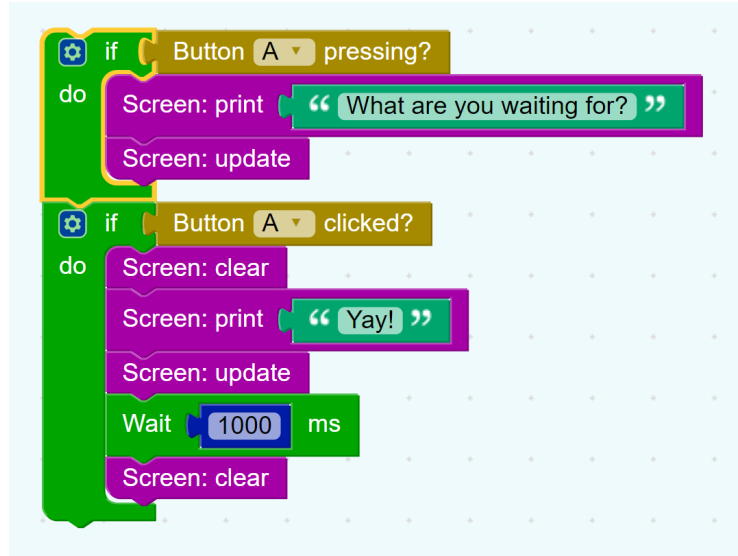 if Button A pressing?
do Screen: print “ What are you waiting for? ”
Screen: update
if Button A clicked?
do Screen: clear
Screen: print “ Yay! ”
Screen: update
Wait 1000 ms
Screen: clear